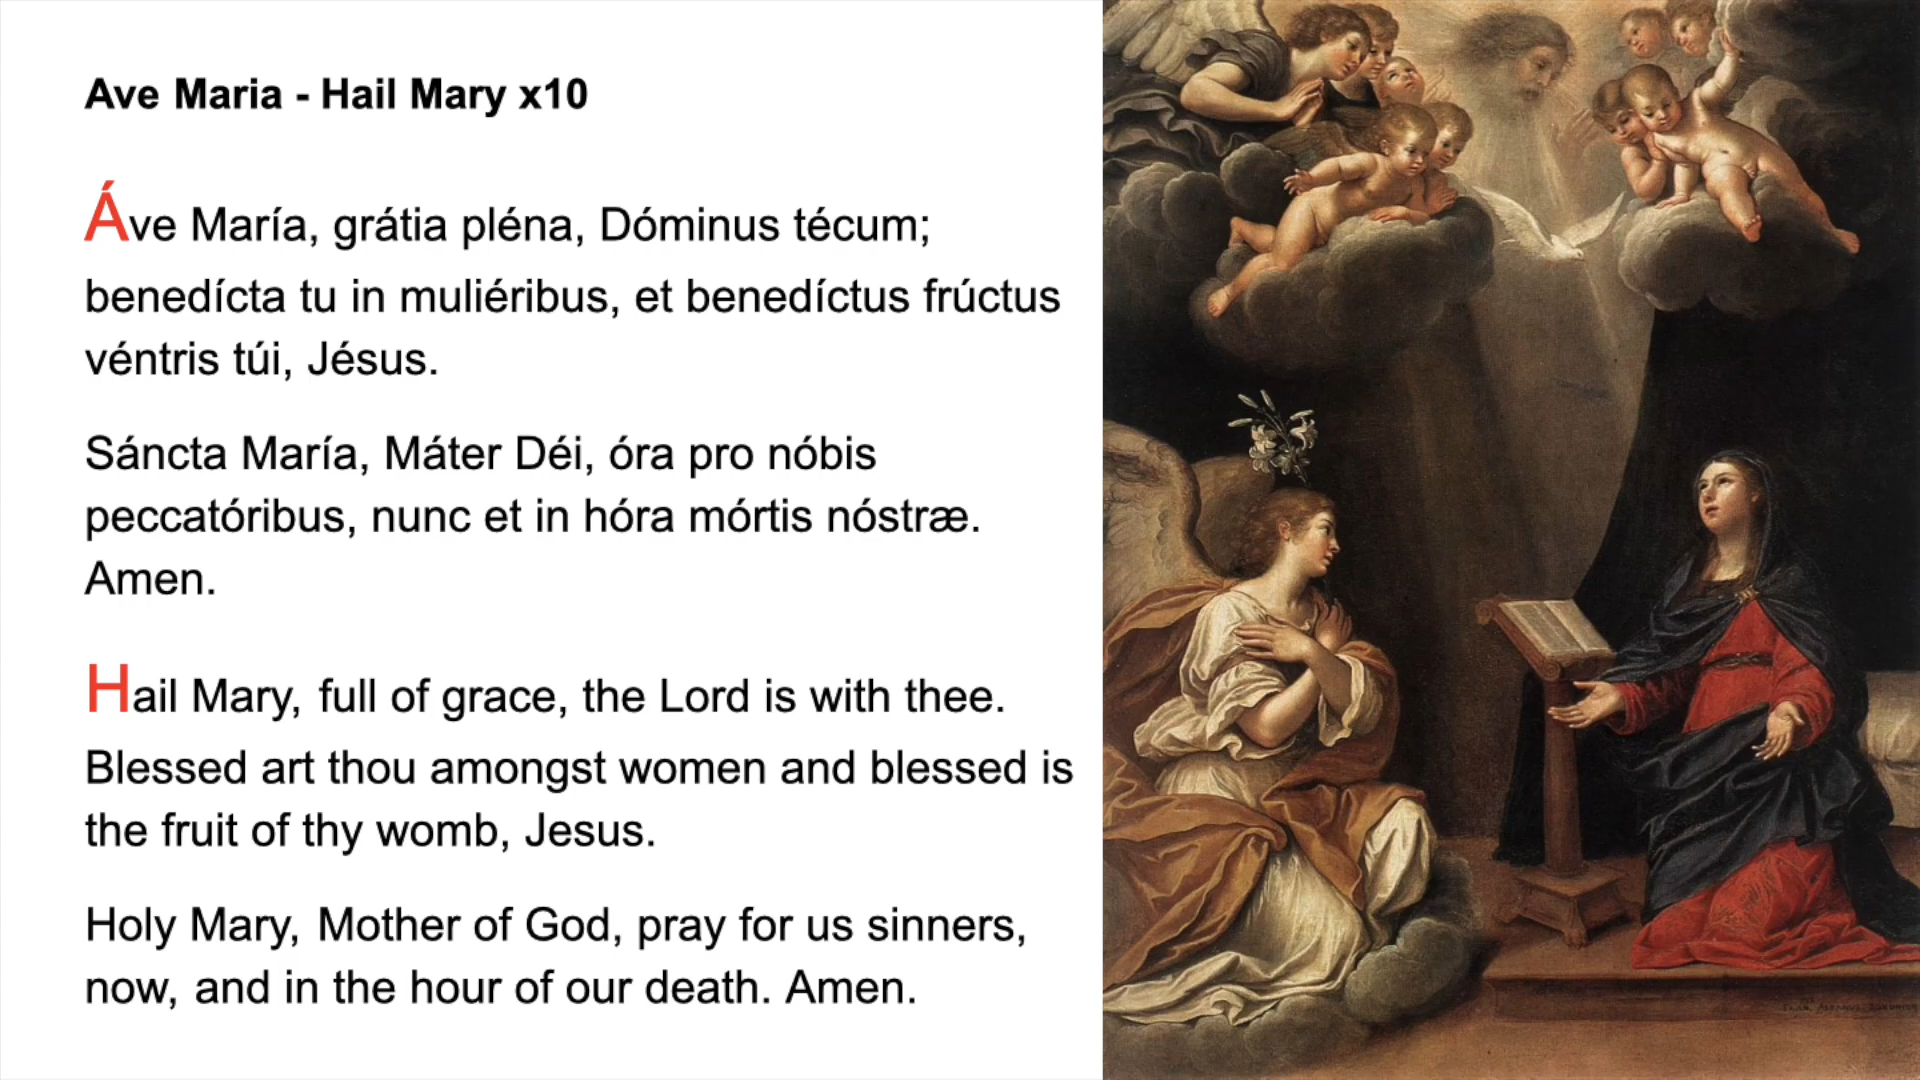 Ave Maria - Hail Mary x10
Áve María, grátia pléna, Dóminus técum;
benedícta tu in muliéribus, et benedíctus frúctus
véntris túi, Jésus.
Sáncta María, Máter Déi, óra pro nóbis
peccatóribus, nunc et in hóra mórtis nóstræ.
Amen.
Hail Mary, full of grace, the Lord is with thee.
Blessed art thou amongst women and blessed is
the fruit of thy womb, Jesus.
Holy Mary, Mother of God, pray for us sinners,
now, and in the hour of our death. Amen.